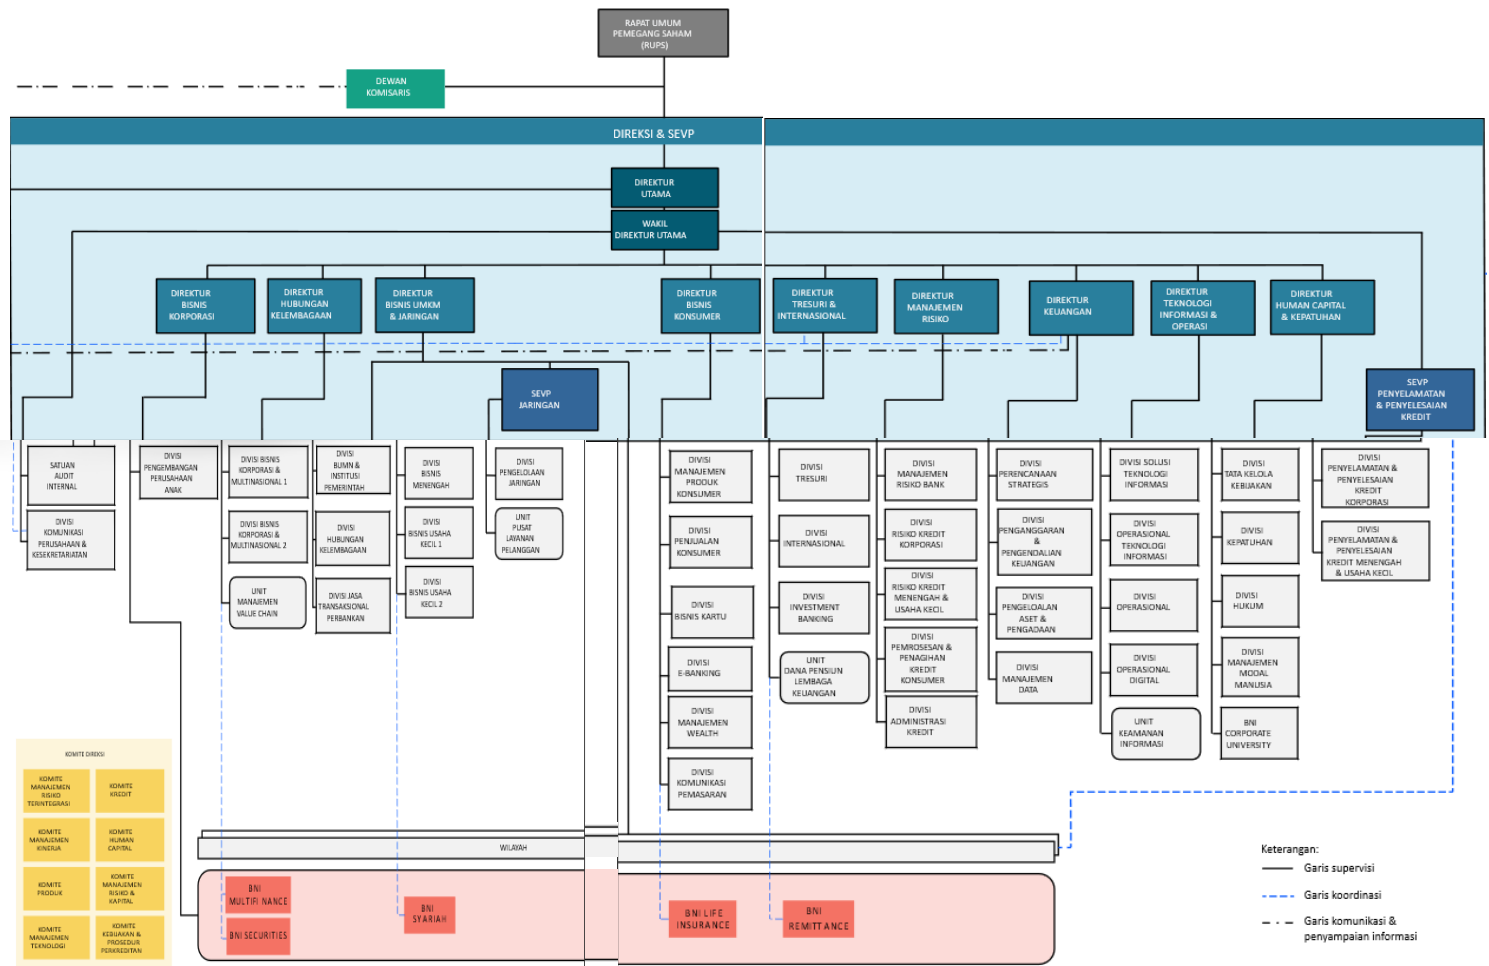 RAPAT UMUM
PEMEGANG SAHAM
(RUPS)
DEWAN
KOMISARIS
DIREKSI & SEVP
DIREKTUR
UTAMA
WAKIL
DIREKTUR UTAMA
DIREKTUR
BISNIS
KORPORASI
DIREKTUR
HUBUNGAN
KELEMBAGAAN
DIREKTUR
BISNIS UMKM
& JARINGAN
DIREKTUR
BISNIS
KONSUMER
DIREKTUR
TRESURI &
INTERNASIONAL
DIREKTUR
MANAJEMEN
RISIKO
DIREKTUR
KEUANGAN
DIREKTUR
TEKNOLOGI
INFORMASI &
OPERASI
DIREKTUR
HUMAN CAPITAL
& KEPATUHAN
SEVP
JARINGAN
SEVP
PENYELAMATAN
& PENYELESAIAN
KREDIT
SATUAN
AUDIT
INTERNAL
DIVISI
KOMUNIKASI
PERUSAHAAN &
KESEKRETARIATAN
DIVISI
PENGEMBANGAN
PERUSAHAAN
ANAK
DIVISI BISNIS
KORPORASI &
MULTINASIONAL 1
DIVISI BISNIS
KORPORASI &
MULTINASIONAL 2
UNIT
MANAJEMEN
VALUE CHAIN
DIVISI
BUMN &
INSTITUSI
PEMERINTAH
DIVISI
HUBUNGAN
KELEMBAGAAN
DIVISI JASA
TRANSAKSIONAL
PERBANKAN
DIVISI
BISNIS
MENENGAH
DIVISI
BISNIS USAHA
KECIL 1
DIVISI
BISNIS USAHA
KECIL 2
DIVISI
PENGELOLAAN
JARINGAN
UNIT
PUSAT
LAYANAN
PELANGGAN
DIVISI
MANAJEMEN
PRODUK
KONSUMER
DIVISI
PENJUALAN
KONSUMER
DIVISI
BISNIS KARTU
DIVISI
E-BANKING
DIVISI
MANAJEMEN
WEALTH
DIVISI
KOMUNIKASI
PEMASARAN
DIVISI
TRESURI
DIVISI
INTERNASIONAL
DIVISI
INVESTMENT
BANKING
UNIT
DANA PENSIUN
LEMBAGA
KEUANGAN
DIVISI
MANAJEMEN
RISIKO BANK
DIVISI
RISIKO KREDIT
KORPORASI
DIVISI
RISIKO KREDIT
MENENGAH &
USAHA KECIL
DIVISI
PEMROSESAN &
PENAGIHAN
KREDIT
KONSUMER
DIVISI
ADMINISTRASI
KREDIT
DIVISI
PERENCANAAN
STRATEGIS
DIVISI
PENGANGGARAN
&
PENGENDALIAN
KEUANGAN
DIVISI
PENGELOALAN
ASET &
PENGADAAN
DIVISI
MANAJEMEN
DATA
DIVISI SOLUSI
TEKNOLOGI
INFORMASI
DIVISI
OPERASIONAL
TEKNOLOGI
INFORMASI
DIVISI
OPERASIONAL
DIVISI
OPERASIONAL
DIGITAL
UNIT
KEAMANAN
INFORMASI
DIVISI
TATA KELOLA
KEBIJAKAN
DIVISI
KEPATUHAN
DIVISI
HUKUM
DIVISI
MANAJEMEN
MODAL
MANUSIA
BNI
CORPORATE
UNIVERSITY
DIVISI
PENYELAMATAN &
PENYELESAIAN
KREDIT
KORPORASI
DIVISI
PENYELAMATAN &
PENYELESAIAN
KREDIT MENENGAH
& USAHA KECIL
KOMITE DIREKSI
KOMITE
MANAJEMEN
RISIKO
TERINTEGRASI
KOMITE
KREDIT
KOMITE
MANAJEMEN
KINERJA
KOMITE
HUMAN
CAPITAL
KOMITE
PRODUK
KOMITE
MANAJEMEN
RISIKO &
KAPITAL
KOMITE
MANAJEMEN
TEKNOLOGI
KOMITE
KEBIJAKAN &
PROSEDUR
PERKREDITAN
WILAYAH
BNI
MULTIFINANCE
BNI SECURITIES
BNI
SYARIAH
BNI LIFE
INSURANCE
BNI
REMITTANCE
Keterangan:
Garis supervisi
Garis koordinasi
Garis komunikasi &
penyampaian informasi